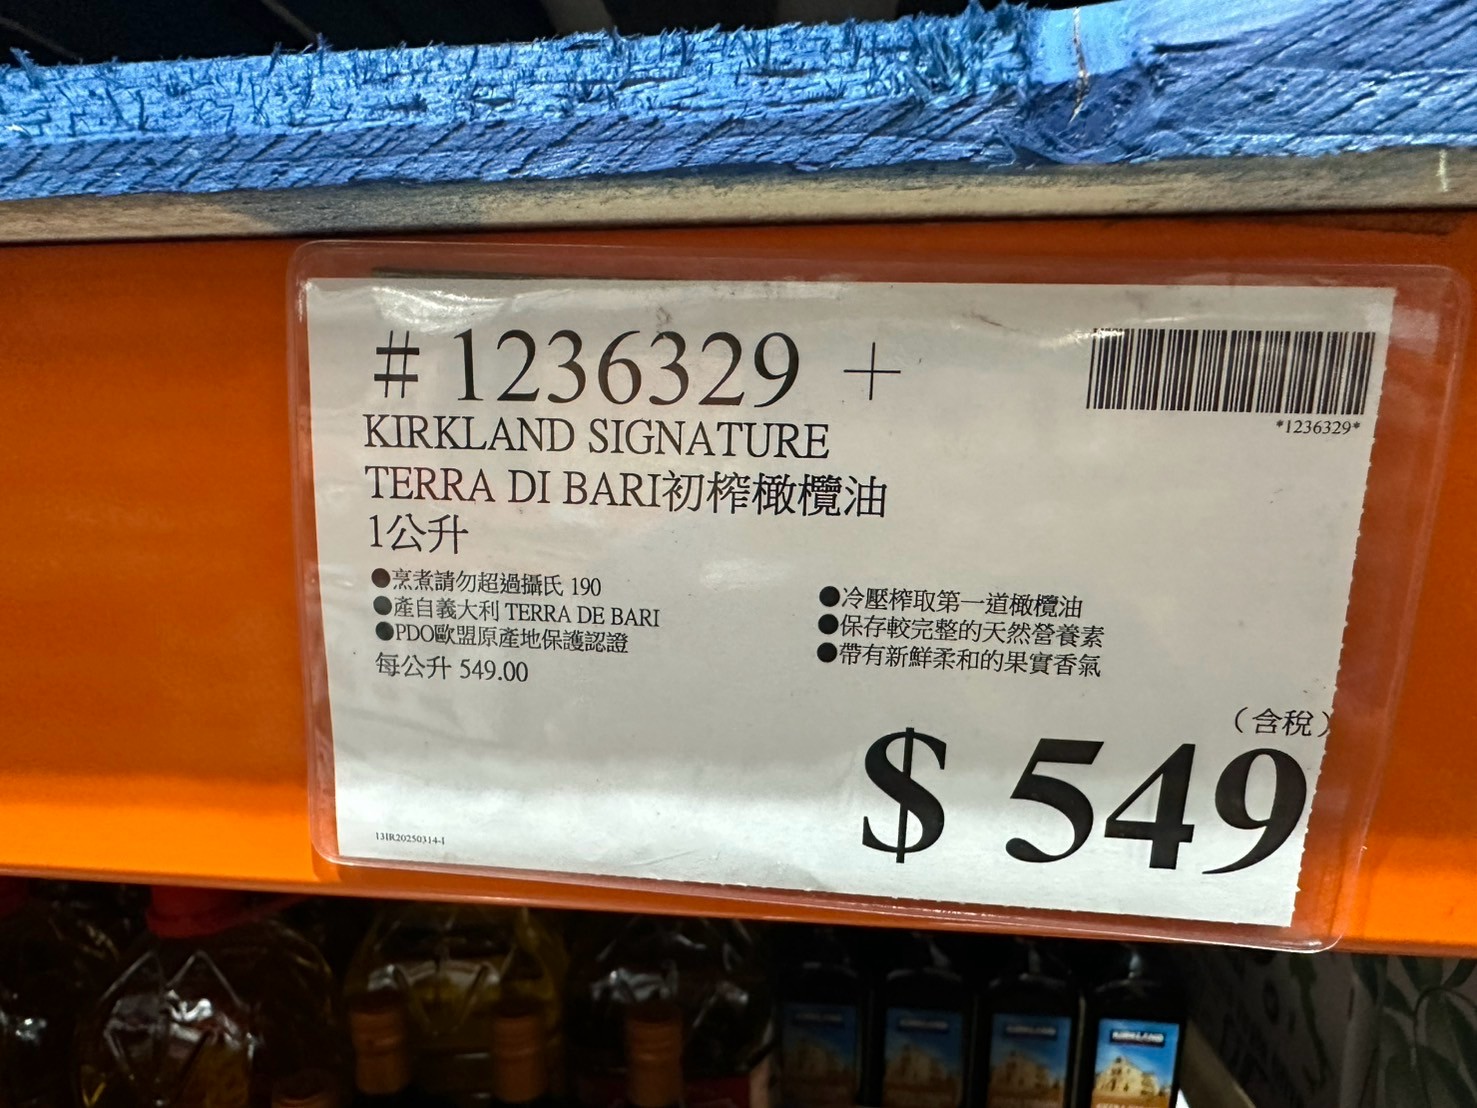 #1236329 +
*1236329*
KIRKLAND SIGNATURE
TERRA DI BARI初榨橄欖油
1公升
●烹煮請勿超過攝氏 190
●產自義大利 TERRA DE BARI
●PDO歐盟原產地保護認證
每公升 549.00
●冷壓榨取第一道橄欖油
●保存較完整的天然營養素
●帶有新鮮柔和的果實香氣
（含稅）
$ 549
13IR20250314-1
KIRKLAND